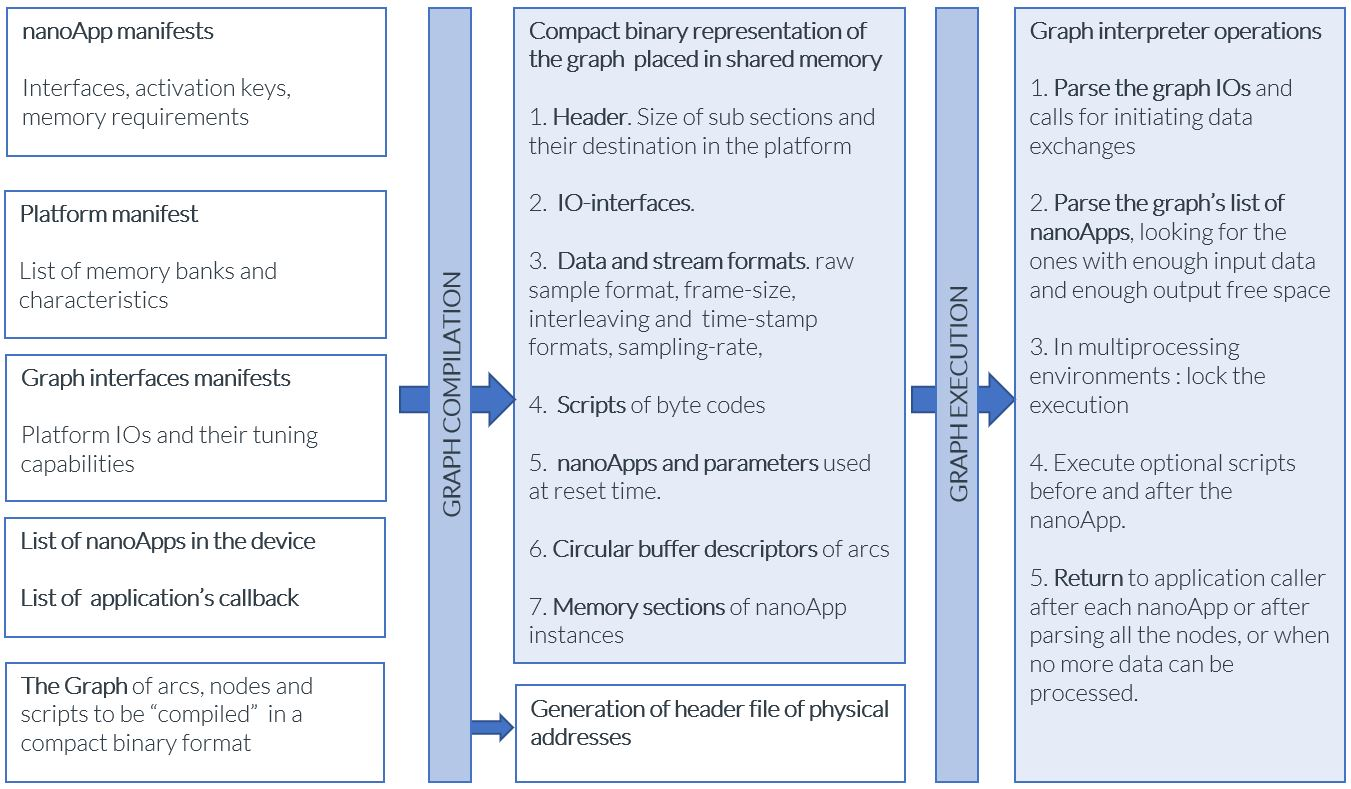 nanoApp manifests
Interfaces, activation keys,
memory requirements
Platform manifest
List of memory banks and
characteristics
Graph interfaces manifests
Platform IOs and their tuning
capabilities
List of nanoApps in the device
List of application's callback
The Graph of arcs, nodes and
scripts to be “compiled” in a
compact binary format
GRAPH COMPILATION
Compact binary representation of
the graph placed in shared memory
1. Header. Size of sub sections and
their destination in the platform
2. IO-interfaces.
3. Data and stream formats. raw
sample format, frame-size,
interleaving and time-stamp
formats, sampling-rate,
4. Scripts of byte codes
5. nanoApps and parameters used
at reset time.
6. Circular buffer descriptors of arcs
7. Memory sections of nanoApp
instances
Generation of header file of physical
addresses
GRAPH EXECUTION
Graph interpreter operations
1. Parse the graph IOs and
calls for initiating data
exchanges
2. Parse the graph's list of
nanoApps, looking for the
ones with enough input data
and enough output free space
3. In multiprocessing
environments : lock the
execution
4. Execute optional scripts
before and after the
nanoApp.
5. Return to application caller
after each nanoApp or after
parsing all the nodes, or when
no more data can be
processed.